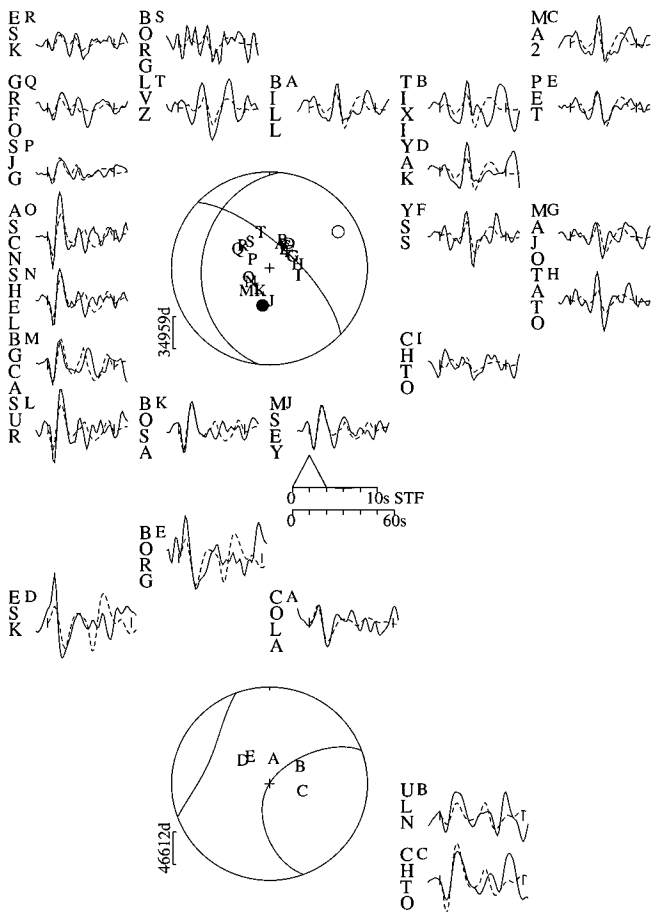 ESK R
BORG S
MA2 C
GRFO Q
LVZ T
BILL A
TIXI B
PET E
SJG P
YAK D
ASCN O
YSS F
MAJO G
SHEL N
TATO H
BGCA M
CHTO I
SUR L
BOSA K
MSEY J
T
S
R
Q
P
G
H
I
O
M
K
J
34959d
0 10s STF
0 60s
BORG E
ESK D
COLA A
D E A
B
C
46612d
ULN B
CHTO C